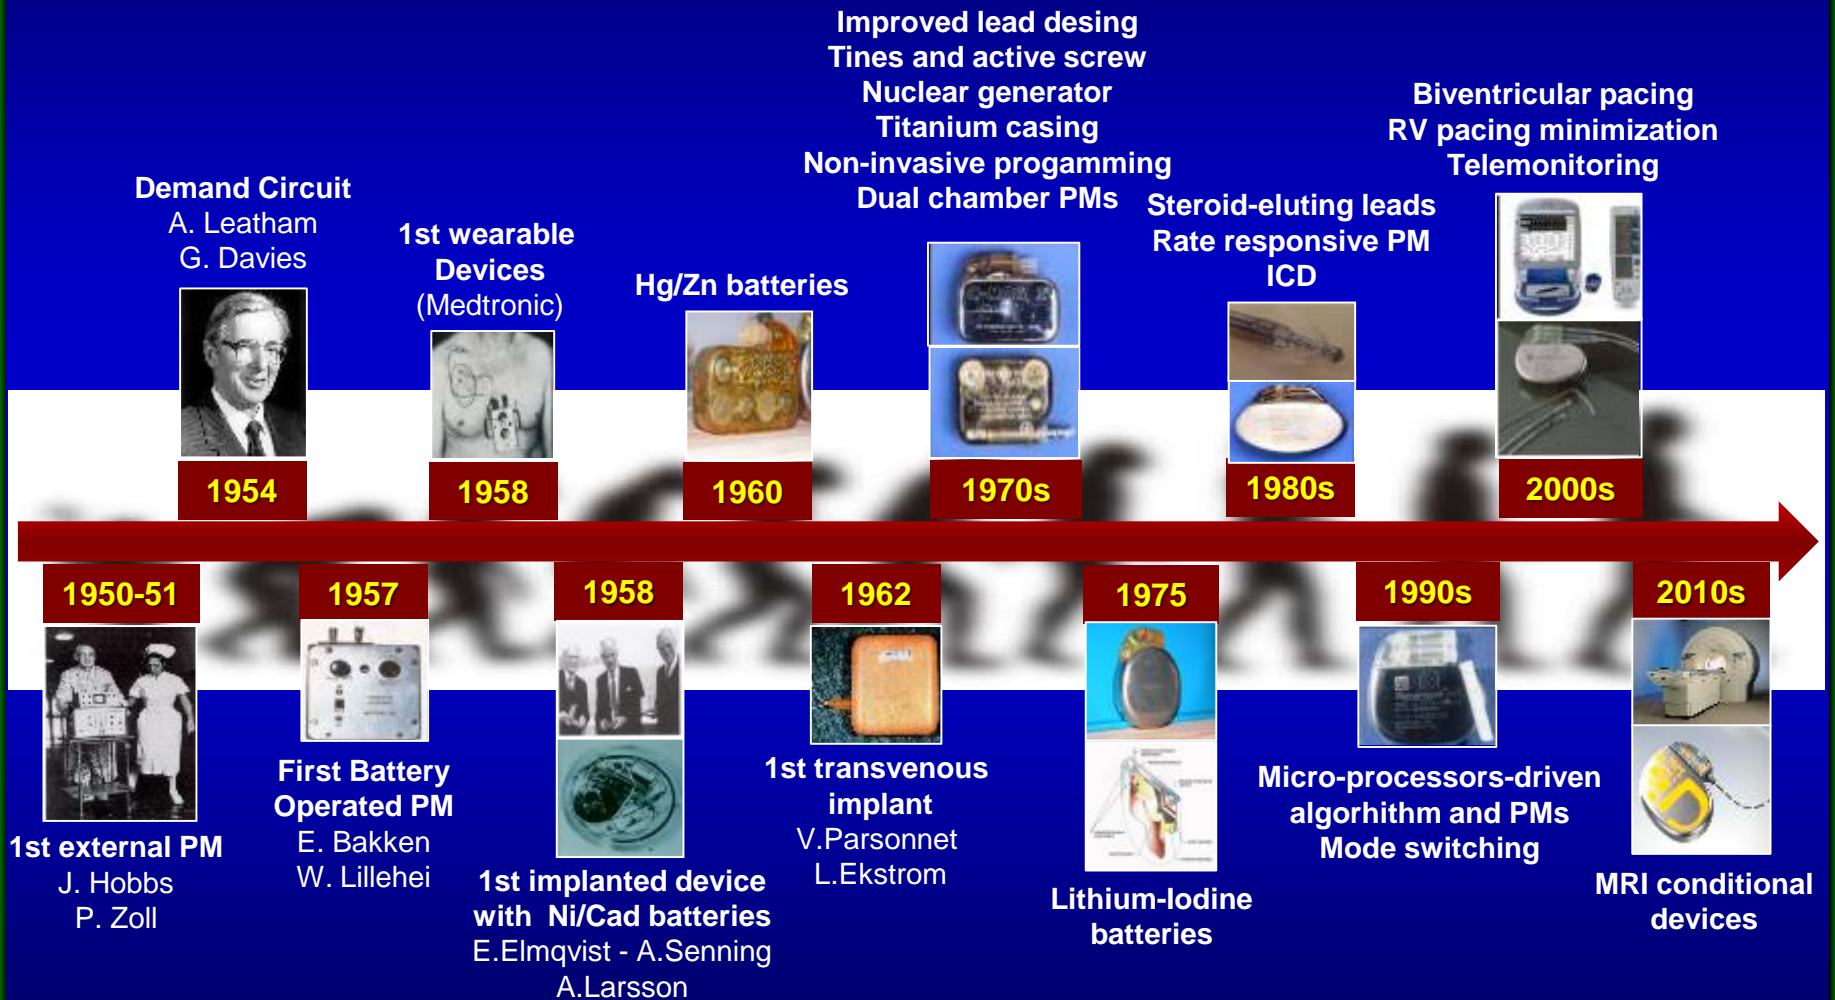 Improved lead desing
Tines and active screw
Nuclear generator
Titanium casing
Non-invasive progamming
Dual chamber PMs
Biventricular pacing
RV pacing minimization
Telemonitoring
Demand Circuit
A. Leatham
G. Davies
1st wearable
Devices
(Medtronic)
Hg/Zn batteries
Steroid-eluting leads
Rate responsive PM
ICD
1954
1958
1960
1970s
1980s
2000s
1950-51
1957
1958
1962
1975
1990s
2010s
1st external PM
J. Hobbs
P. Zoll
First Battery
Operated PM
E. Bakken
W. Lillehei
1st implanted device
with Ni/Cad batteries
E.Elmqvist - A.Senning
A.Larsson
1st transvenous
implant
V.Parsonnet
L.Ekstrom
Lithium-Iodine
batteries
Micro-processors-driven
algorhithm and PMs
Mode switching
MRI conditional
devices